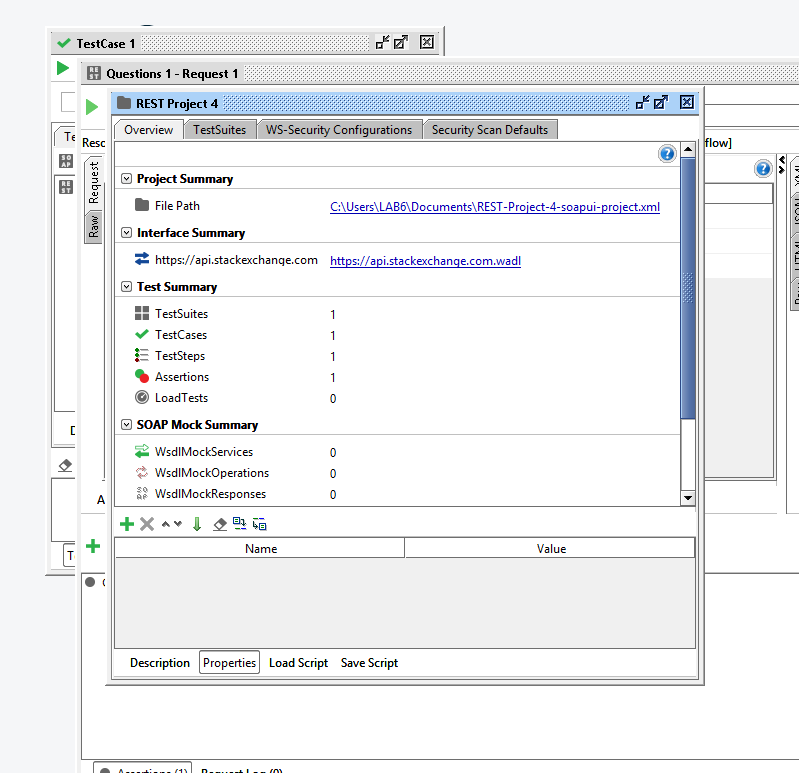 TestCase 1
Questions 1 - Request 1
REST Project 4
Overview TestSuites WS-Security Configurations Security Scan Defaults
Request
Raw
Project Summary
File Path C:\Users\LAB6\Documents\REST-Project-4-soapui-project.xml
Interface Summary
https://api.stackexchange.com https://api.stackexchange.com.wadl
Test Summary
TestSuites 1
TestCases 1
TestSteps 1
Assertions 1
LoadTests 0
SOAP Mock Summary
WsdlMockServices 0
WsdlMockOperations 0
WsdlMockResponses 0
Name Value
Description Properties Load Script Save Script
Assertions (1) Request Log (0)